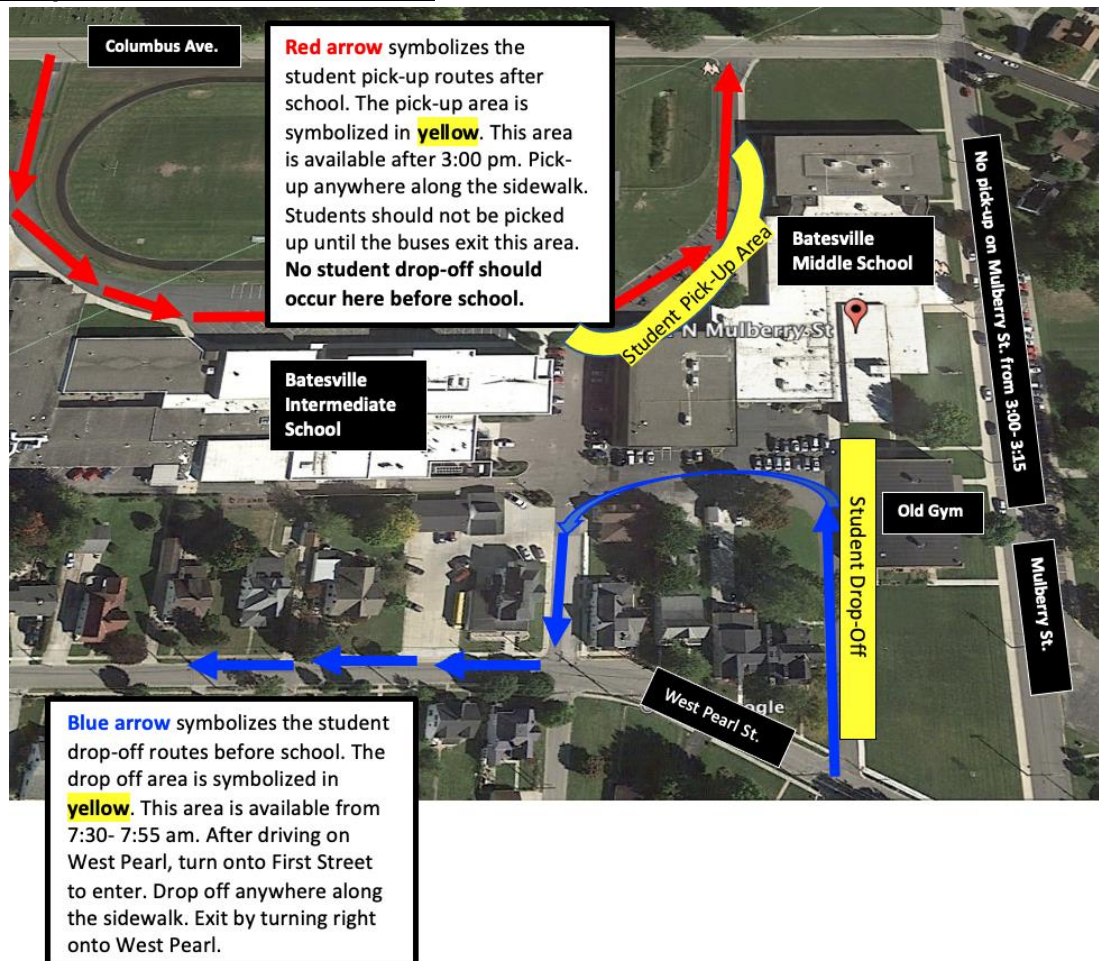 Columbus Ave.
Red arrow symbolizes the
student pick-up routes after
school. The pick-up area is
symbolized in yellow. This area
is available after 3:00 pm. Pick-
up anywhere along the sidewalk.
Students should not be picked
up until the buses exit this area.
No student drop-off should
occur here before school.
No pick-up on Mulberry St. from 3:00- 3:15
Student Pick-Up Area
Batesville
Middle School
N Mulberry St
Batesville
Intermediate
School
Student Drop-Off
Old Gym
Mulberry St.
West Pearl St.
Blue arrow symbolizes the student
drop-off routes before school. The
drop off area is symbolized in
yellow. This area is available from
7:30- 7:55 am. After driving on
West Pearl, turn onto First Street
to enter. Drop off anywhere along
the sidewalk. Exit by turning right
onto West Pearl.